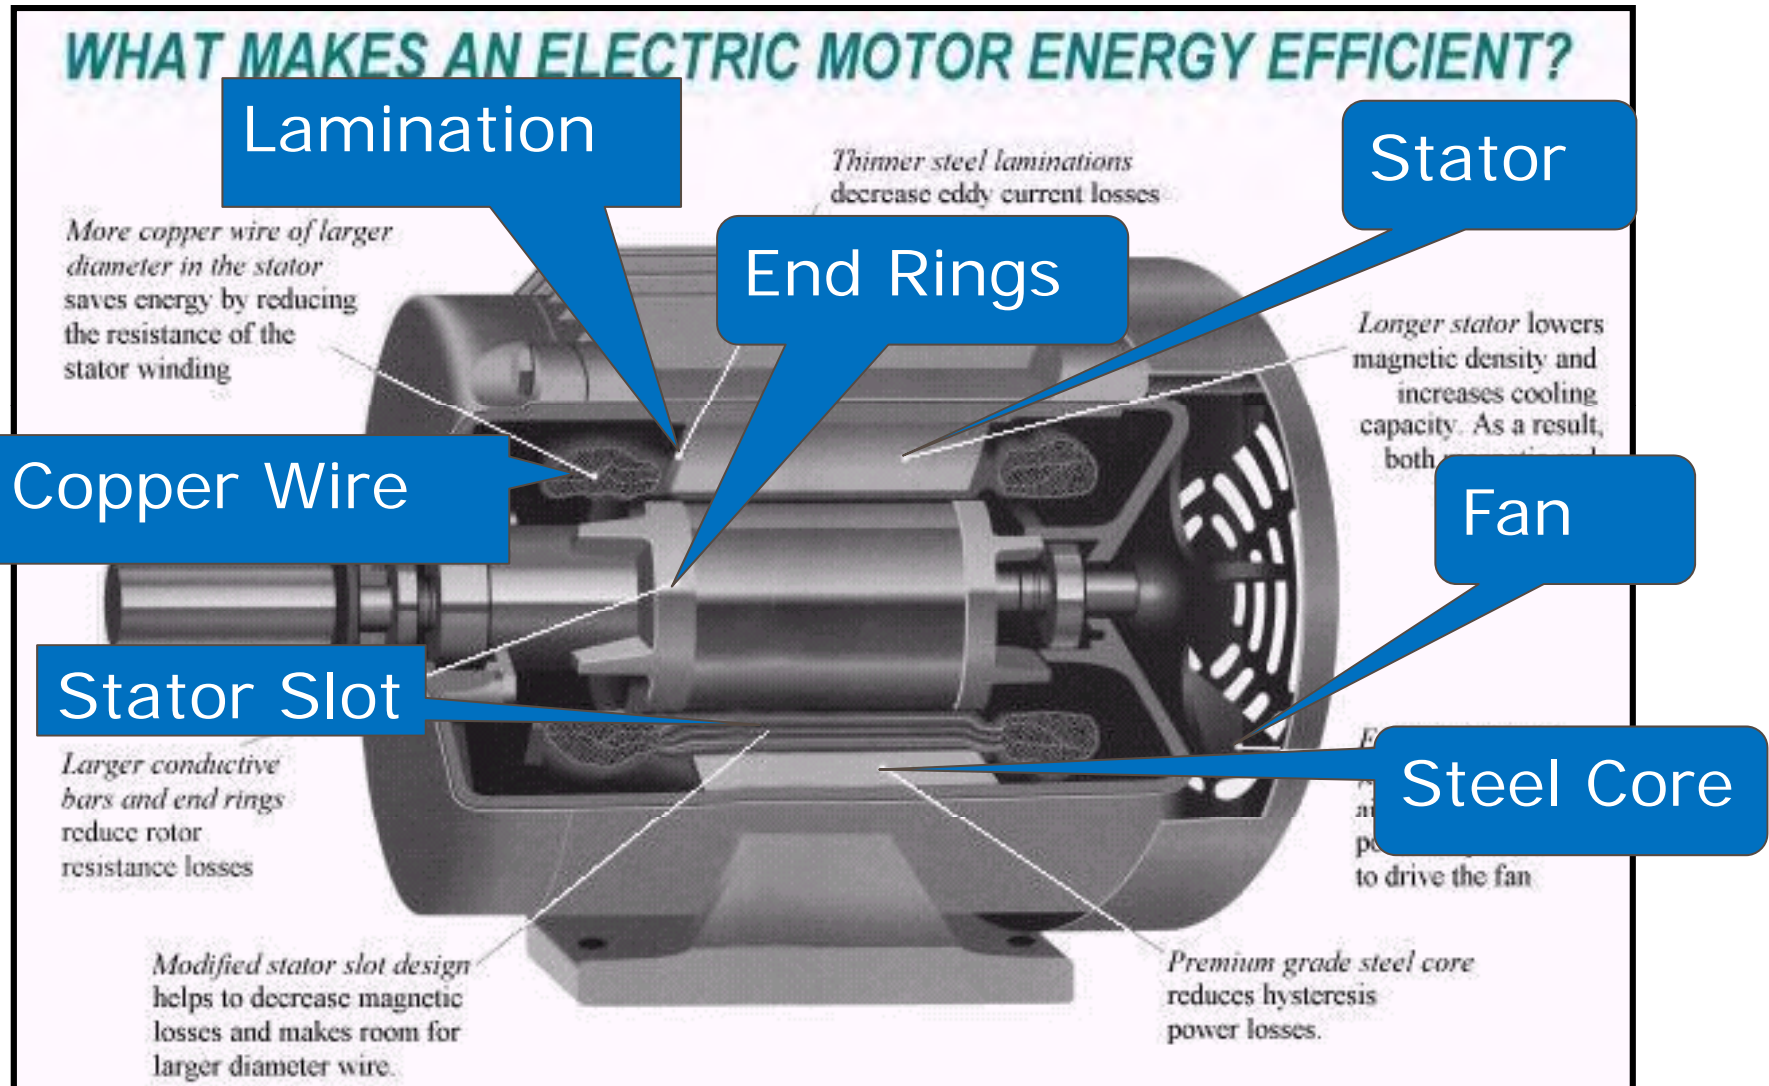 WHAT MAKES AN ELECTRIC MOTOR ENERGY EFFICIENT?
Lamination
Stator
Thinner steel laminations
decrease eddy current losses
More copper wire of larger
diameter in the stator
saves energy by reducing
the resistance of the
stator winding
End Rings
Longer stator lowers
magnetic density and
increases cooling
capacity. As a result,
both
Copper Wire
Fan
Stator Slot
Steel Core
Larger conductive
bars and end rings
reduce rotor
resistance losses
to drive the fan
Modified stator slot design
helps to decrease magnetic
losses and makes room for
larger diameter wire.
Premium grade steel core
reduces hysteresis
power losses.